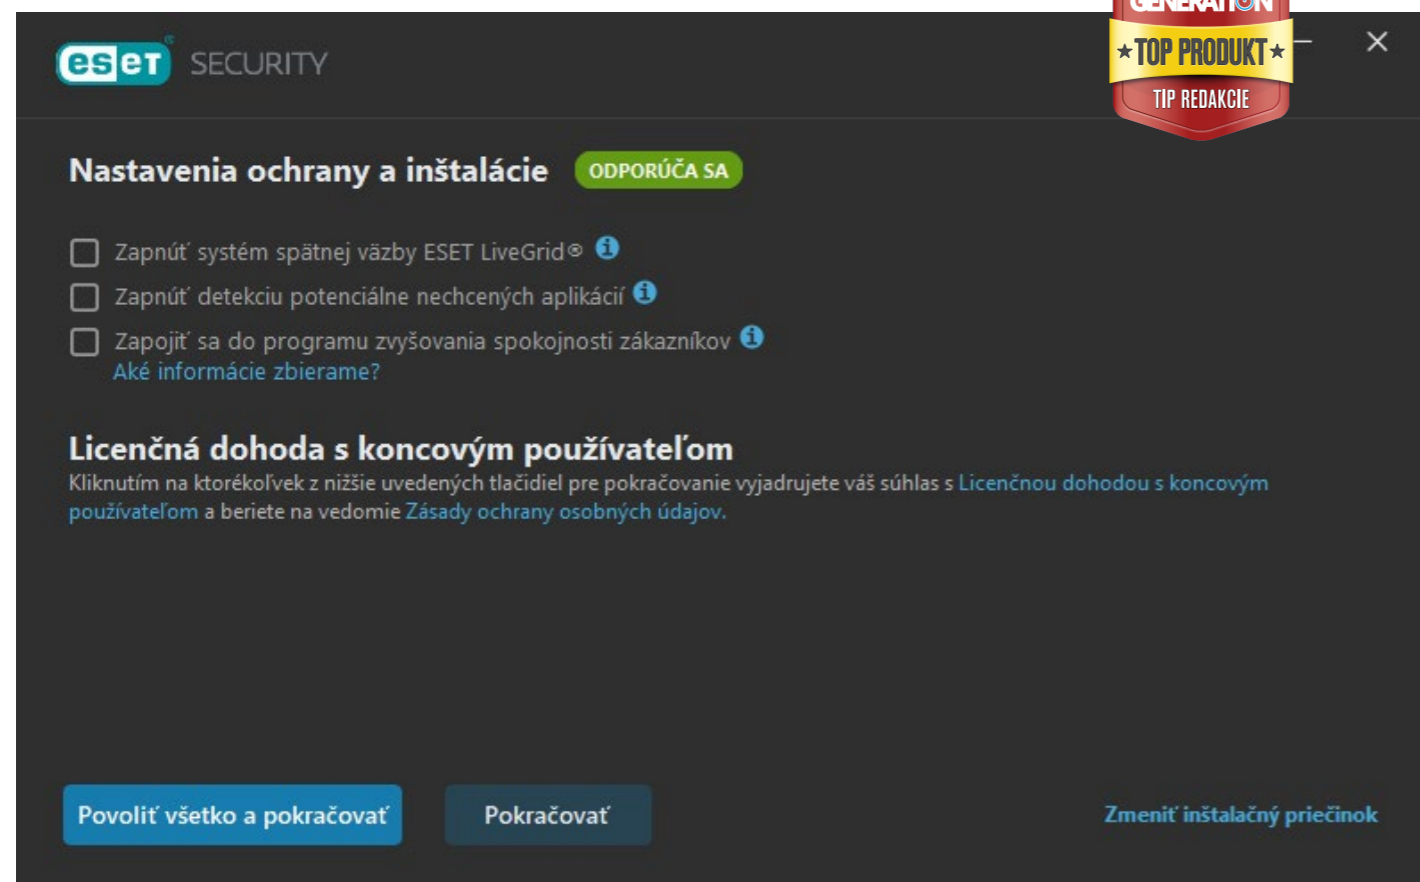 GENERATION
TOP PRODUKT
TIP REDAKCIE
eseT® SECURITY
Nastavenia ochrany a inštalácie ODPORÚČA SA
Zapnúť systém spätnej väzby ESET LiveGrid®
Zapnúť detekciu potenciálne nechcených aplikácií
Zapojiť sa do programu zvyšovania spokojnosti zákazníkov
Aké informácie zbierame?
Licenčná dohoda s koncovým používateľom
Kliknutím na ktorékoľvek z nižšie uvedených tlačidiel pre pokračovanie vyjadrujete váš súhlas s Licenčnou dohodou s koncovým
používateľom a beriete na vedomie Zásady ochrany osobných údajov.
Povoliť všetko a pokračovať
Pokračovať
Zmeniť inštalačný priečinok